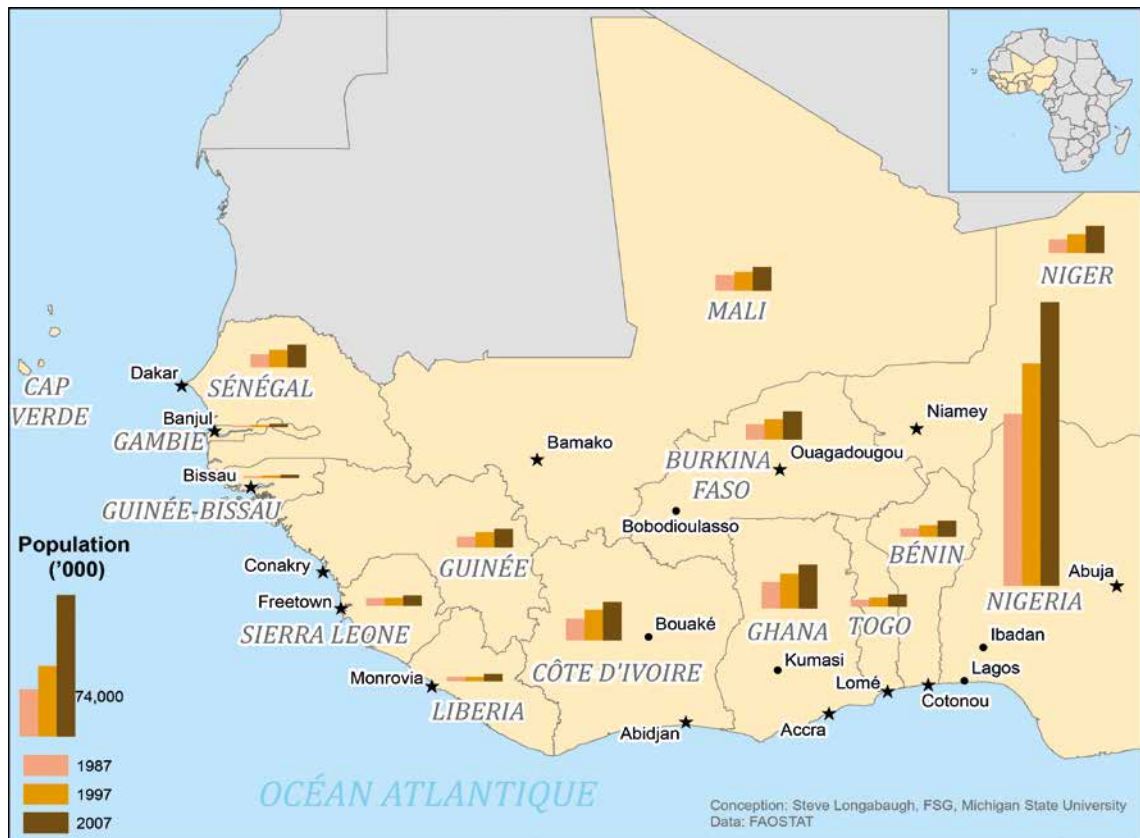 NIGER
MALI
Dakar
SÉNÉGAL
CAP
VERDE
Banjul
GAMBIE
Niamey
Bamako
BURKINA
FASO
Ouagadougou
Bissau
GUINÉE-BISSAU
Bobodioulasso
Population
('000)
74,000
1987
1997
2007
Conakry
GUINÉE
BÉNIN
Abuja
NIGERIA
Freetown
SIERRA LEONE
Bouaké
GHANA
TOGO
Ibadan
CÔTE D'IVOIRE
Kumasi
Lagos
Monrovia
LIBERIA
Lomé
Cotonou
Abidjan
Accra
OCÉAN ATLANTIQUE
Conception: Steve Longabaugh, FSG, Michigan State University
Data: FAOSTAT